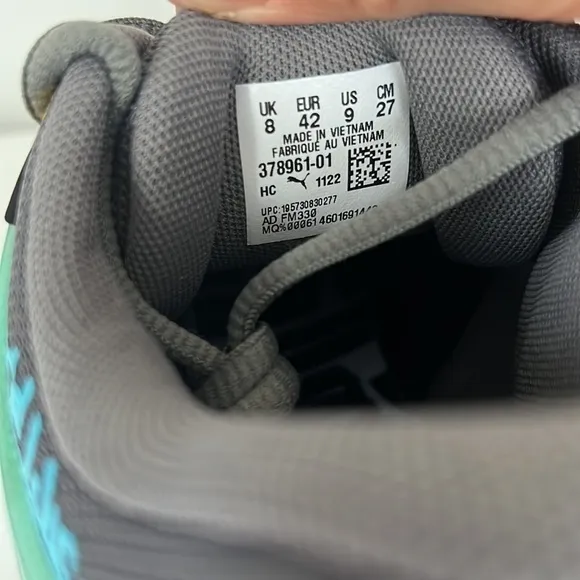 UK EUR US CM
8 42 9 27
MADE IN VIETNAM
FABRIQUÉ AU VIETNAM
378961-01
HC 1122
UPC:195730830277
AD FM330